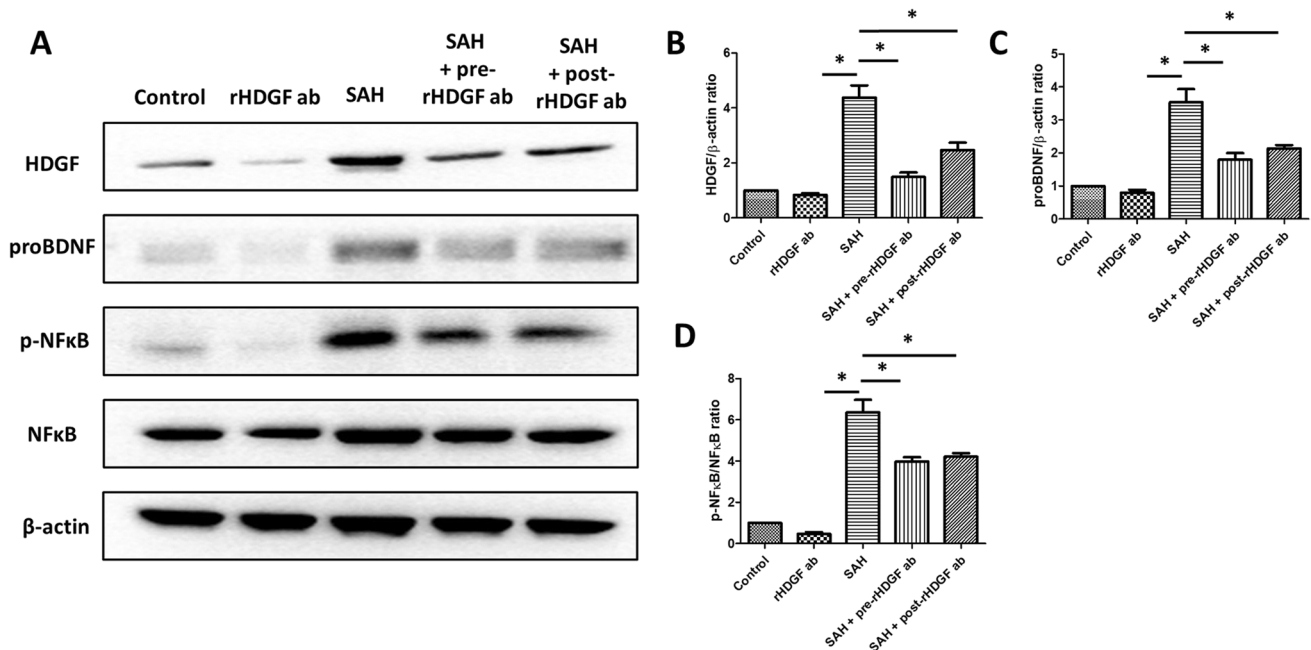 A
Control
rHDGF ab
SAH
SAH
+ pre-
rHDGF ab
SAH
+ post-
rHDGF ab
HDGF
proBDNF
p-NFκB
NFκB
β-actin
B
HDGF/β-actin ratio
6
4
2
0
*
*
*
Control
rHDGF ab
SAH
SAH + pre-rHDGF ab
SAH + post-rHDGF ab
C
proBDNF/β-actin ratio
5
4
3
2
1
0
*
*
*
Control
rHDGF ab
SAH
SAH + pre-rHDGF ab
SAH + post-rHDGF ab
D
p-NFκB/NFκB ratio
8
6
4
2
0
*
*
*
Control
rHDGF ab
SAH
SAH + pre-rHDGF ab
SAH + post-rHDGF ab